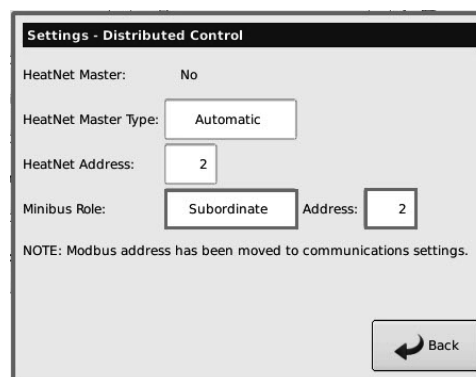 Settings - Distributed Control
HeatNet Master: No
HeatNet Master Type: Automatic
HeatNet Address: 2
Minibus Role: Subordinate Address: 2
NOTE: Modbus address has been moved to communications settings.
Back